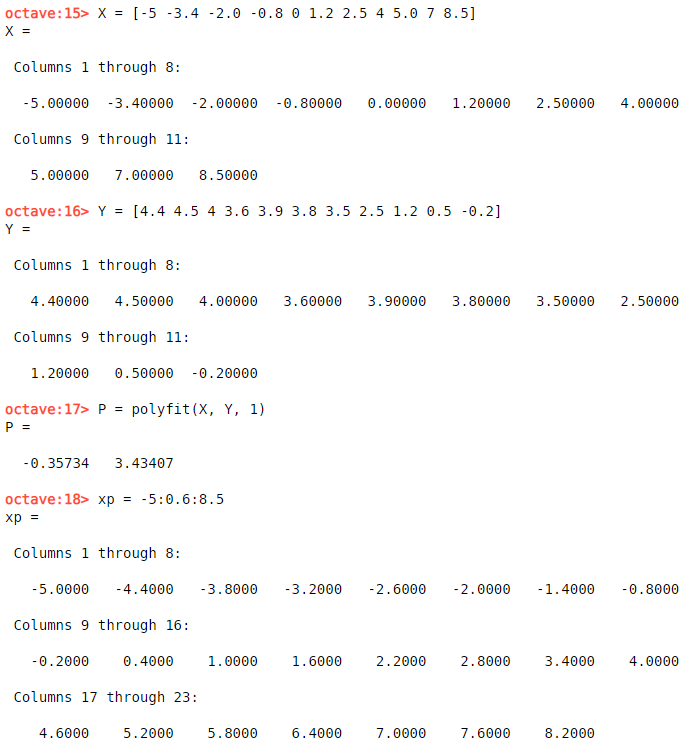 octave:15> X = [-5 -3.4 -2.0 -0.8 0 1.2 2.5 4 5.0 7 8.5]
X =
Columns 1 through 8:
-5.00000 -3.40000 -2.00000 -0.80000 0.00000 1.20000 2.50000 4.00000
Columns 9 through 11:
5.00000 7.00000 8.50000
octave:16> Y = [4.4 4.5 4 3.6 3.9 3.8 3.5 2.5 1.2 0.5 -0.2]
Y =
Columns 1 through 8:
4.40000 4.50000 4.00000 3.60000 3.90000 3.80000 3.50000 2.50000
Columns 9 through 11:
1.20000 0.50000 -0.20000
octave:17> P = polyfit(X, Y, 1)
P =
-0.35734 3.43407
octave:18> xp = -5:0.6:8.5
xp =
Columns 1 through 8:
-5.0000 -4.4000 -3.8000 -3.2000 -2.6000 -2.0000 -1.4000 -0.8000
Columns 9 through 16:
-0.2000 0.4000 1.0000 1.6000 2.2000 2.8000 3.4000 4.0000
Columns 17 through 23:
4.6000 5.2000 5.8000 6.4000 7.0000 7.6000 8.2000